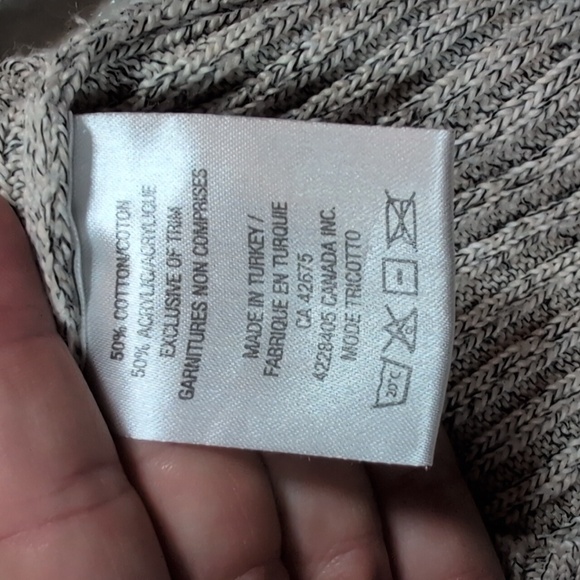 50% COTTON/COTON
50% ACRYLIC/ACRYLIQUE
EXCLUSIVE OF TRIM
GARNITURES NON COMPRISES
MADE IN TURKEY /
FABRIQUE EN TURQUIE
CA 42675
4228405 CANADA INC.
MODE TRICOTTO
20°C